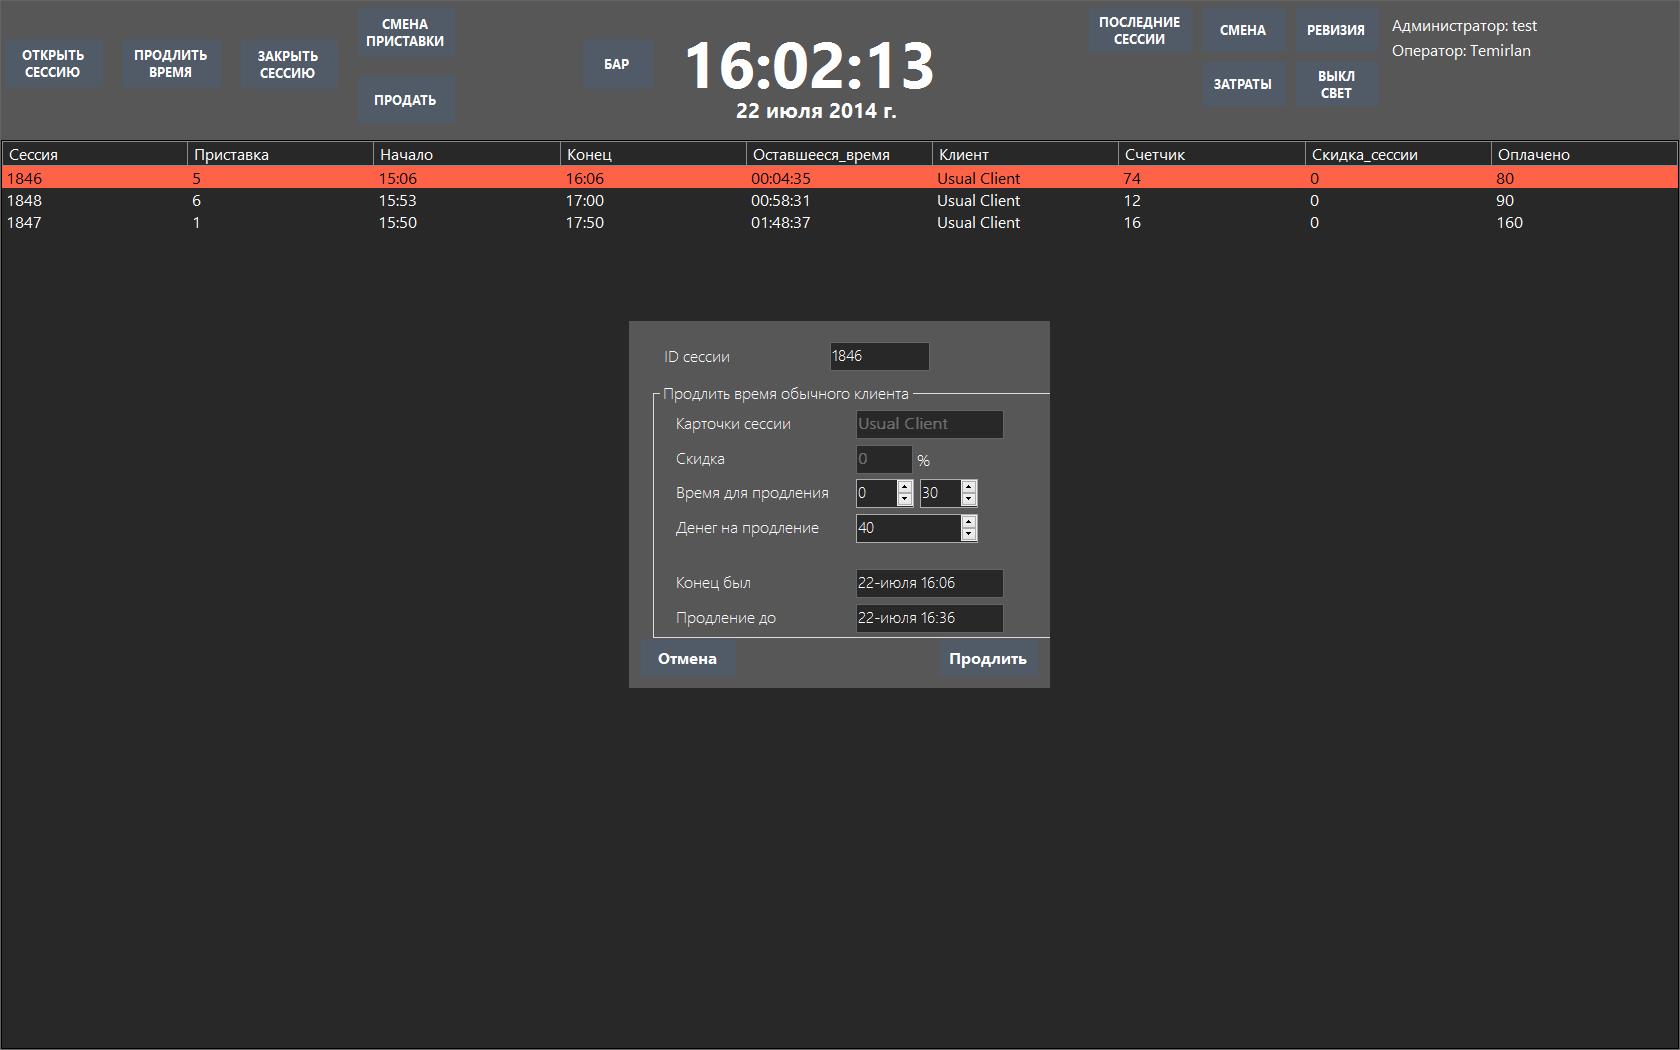 ОТКРЫТЬ
СЕССИЮ
ПРОДЛИТЬ
ВРЕМЯ
ЗАКРЫТЬ
СЕССИЮ
СМЕНА
ПРИСТАВКИ
ПРОДАТЬ
БАР
16:02:13
22 июля 2014 г.
ПОСЛЕДНИЕ
СЕССИИ
СМЕНА
РЕВИЗИЯ
ЗАТРАТЫ
ВЫКЛ
СВЕТ
Администратор: test
Оператор: Temirlan
Сессия Приставка Начало Конец Оставшееся_время Клиент Счетчик Скидка_сессии Оплачено
1846 5 15:06 16:06 00:04:35 Usual Client 74 0 80
1848 6 15:53 17:00 00:58:31 Usual Client 12 0 90
1847 1 15:50 17:50 01:48:37 Usual Client 16 0 160
ID сессии 1846
Продлить время обычного клиента
Карточки сессии Usual Client
Скидка 0 %
Время для продления 0 30
Денег на продление 40
Конец был 22-июля 16:06
Продление до 22-июля 16:36
Отмена Продлить